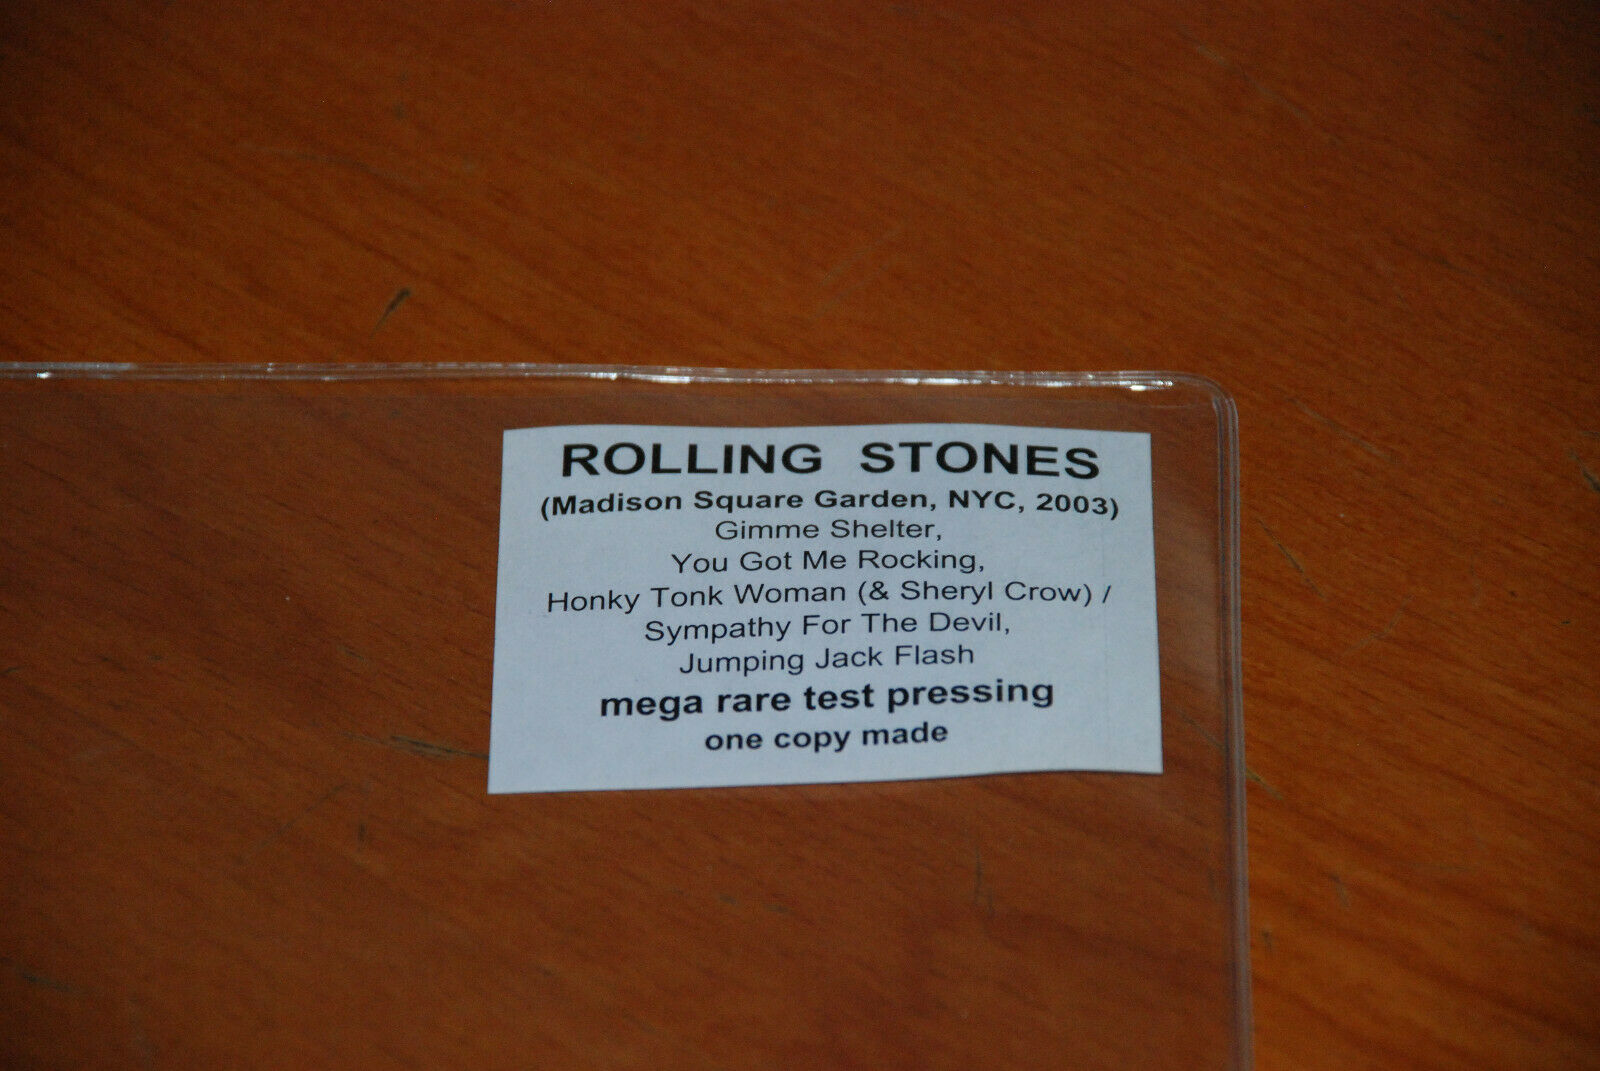 ROLLING STONES
(Madison Square Garden, NYC, 2003)
Gimme Shelter,
You Got Me Rocking,
Honky Tonk Woman (& Sheryl Crow) /
Sympathy For The Devil,
Jumping Jack Flash
mega rare test pressing
one copy made